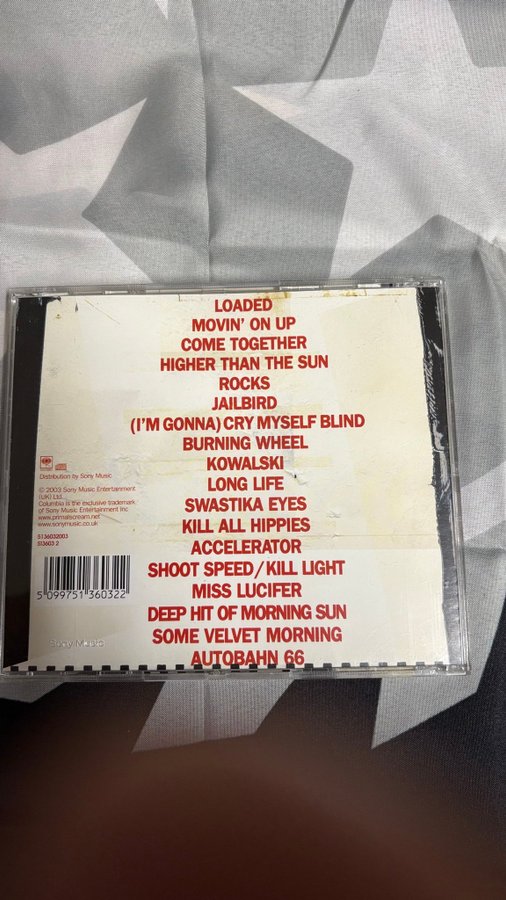 LOADED
MOVIN' ON UP
COME TOGETHER
HIGHER THAN THE SUN
ROCKS
JAILBIRD
(I'M GONNA) CRY MYSELF BLIND
BURNING WHEEL
KOWALSKI
LONG LIFE
SWASTIKA EYES
KILL ALL HIPPIES
ACCELERATOR
SHOOT SPEED/KILL LIGHT
MISS LUCIFER
DEEP HIT OF MORNING SUN
SOME VELVET MORNING
AUTOBAHN 66
Distribution by Sony Music
© 2003 Sony Music Entertainment
(UK) Ltd.
Columbia is the exclusive trademark
of Sony Music Entertainment Inc
www.primalscream.net
www.sonymusic.co.uk
5136032003
513603 2
5 099751 360322
Sony Music